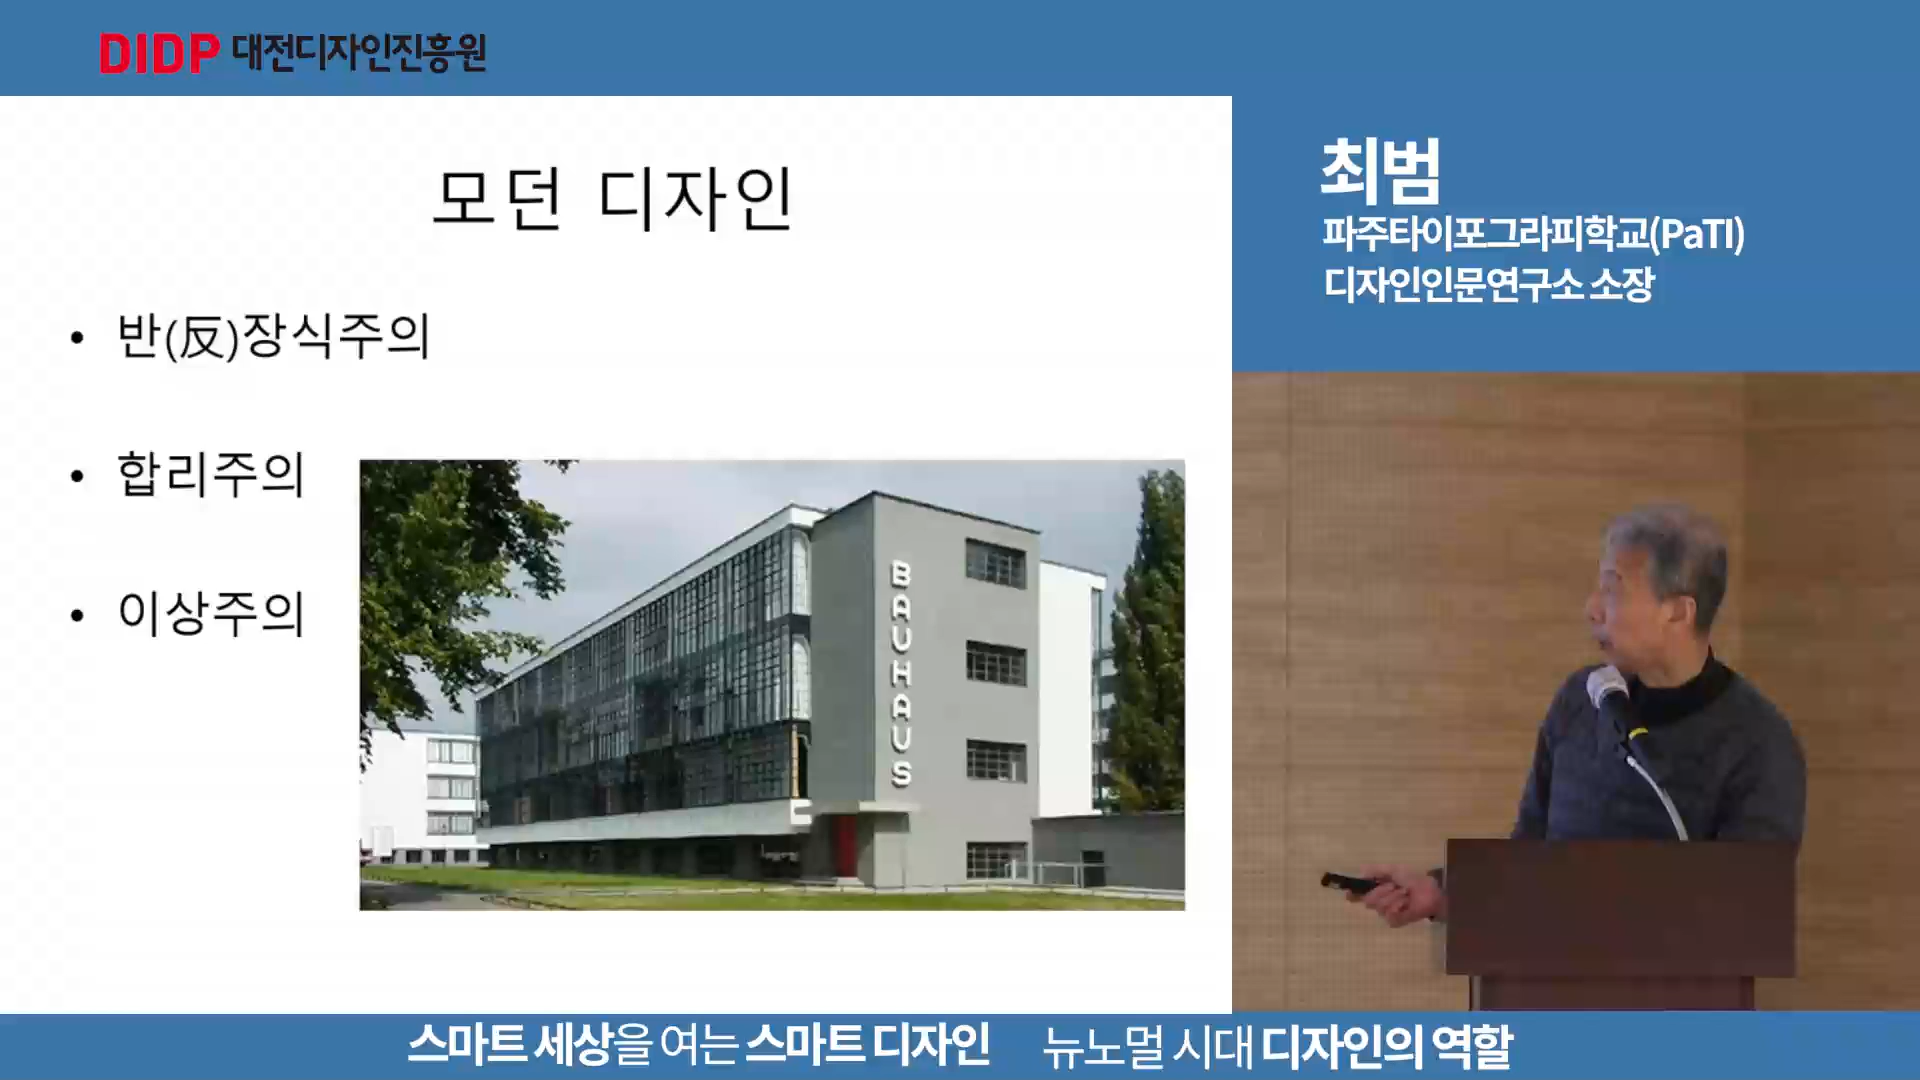 DIDP 대전디자인진흥원
모던 디자인
• 반(反)장식주의
• 합리주의
• 이상주의
BAUHAUS
최범
파주타이포그라피학교(PaTI)
디자인인문연구소 소장
스마트 세상을 여는 스마트 디자인 뉴노멀 시대 디자인의 역할